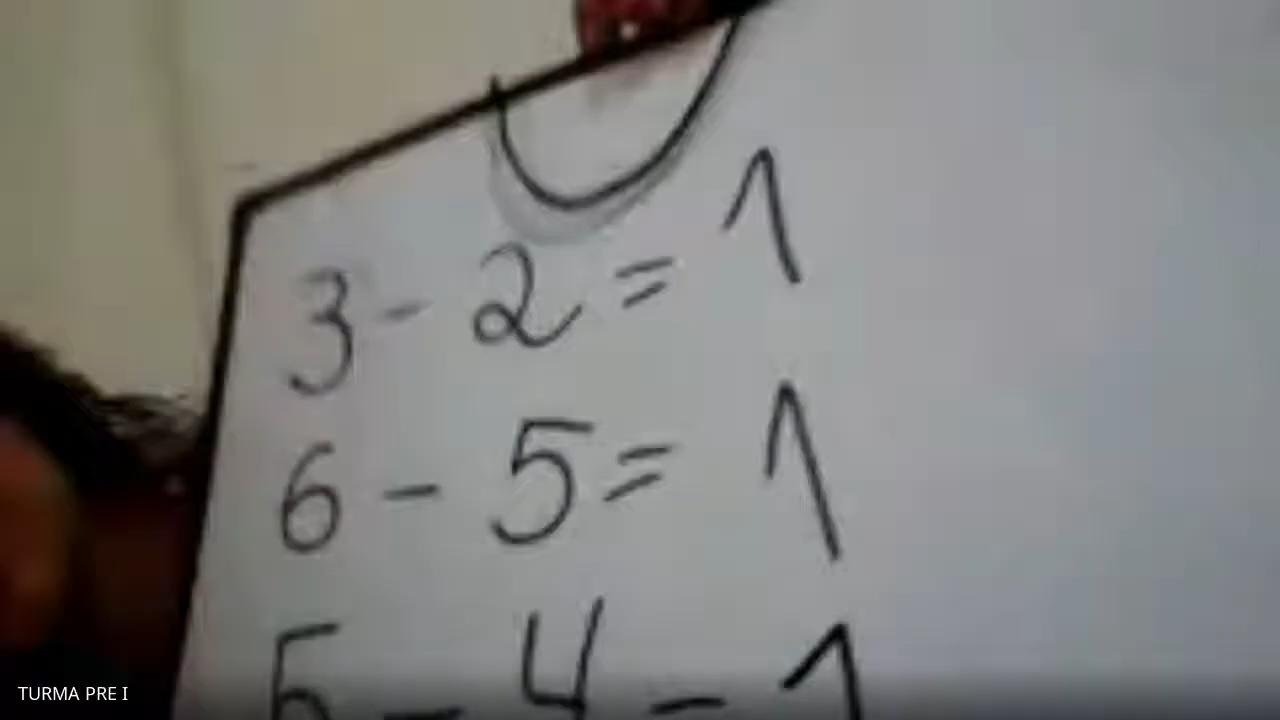 3 - 2 = 1
6 - 5 = 1
5 - 4 = 1
TURMA PRE I